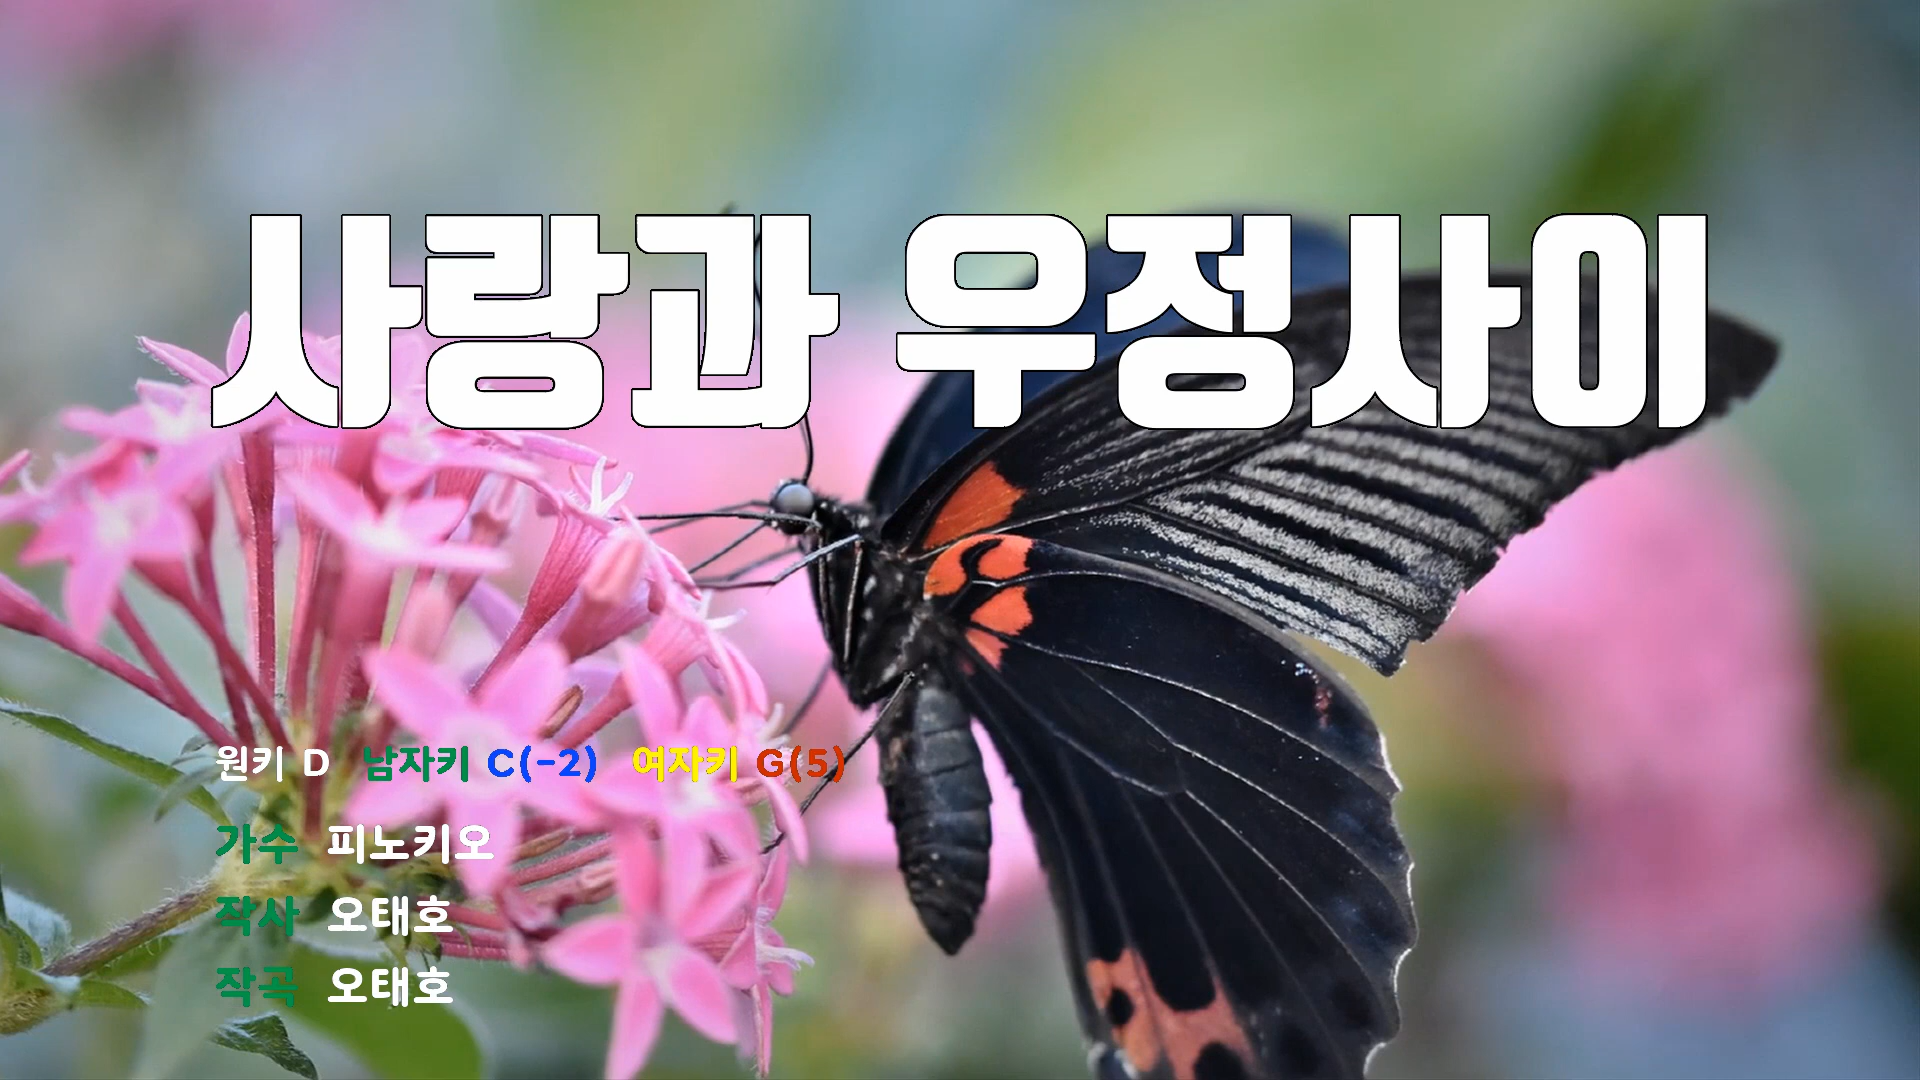 사랑과 우정사이
원키 D 남자키 C(-2) 여자키 G(5)
가수 피노키오
작사 오태호
작곡 오태호